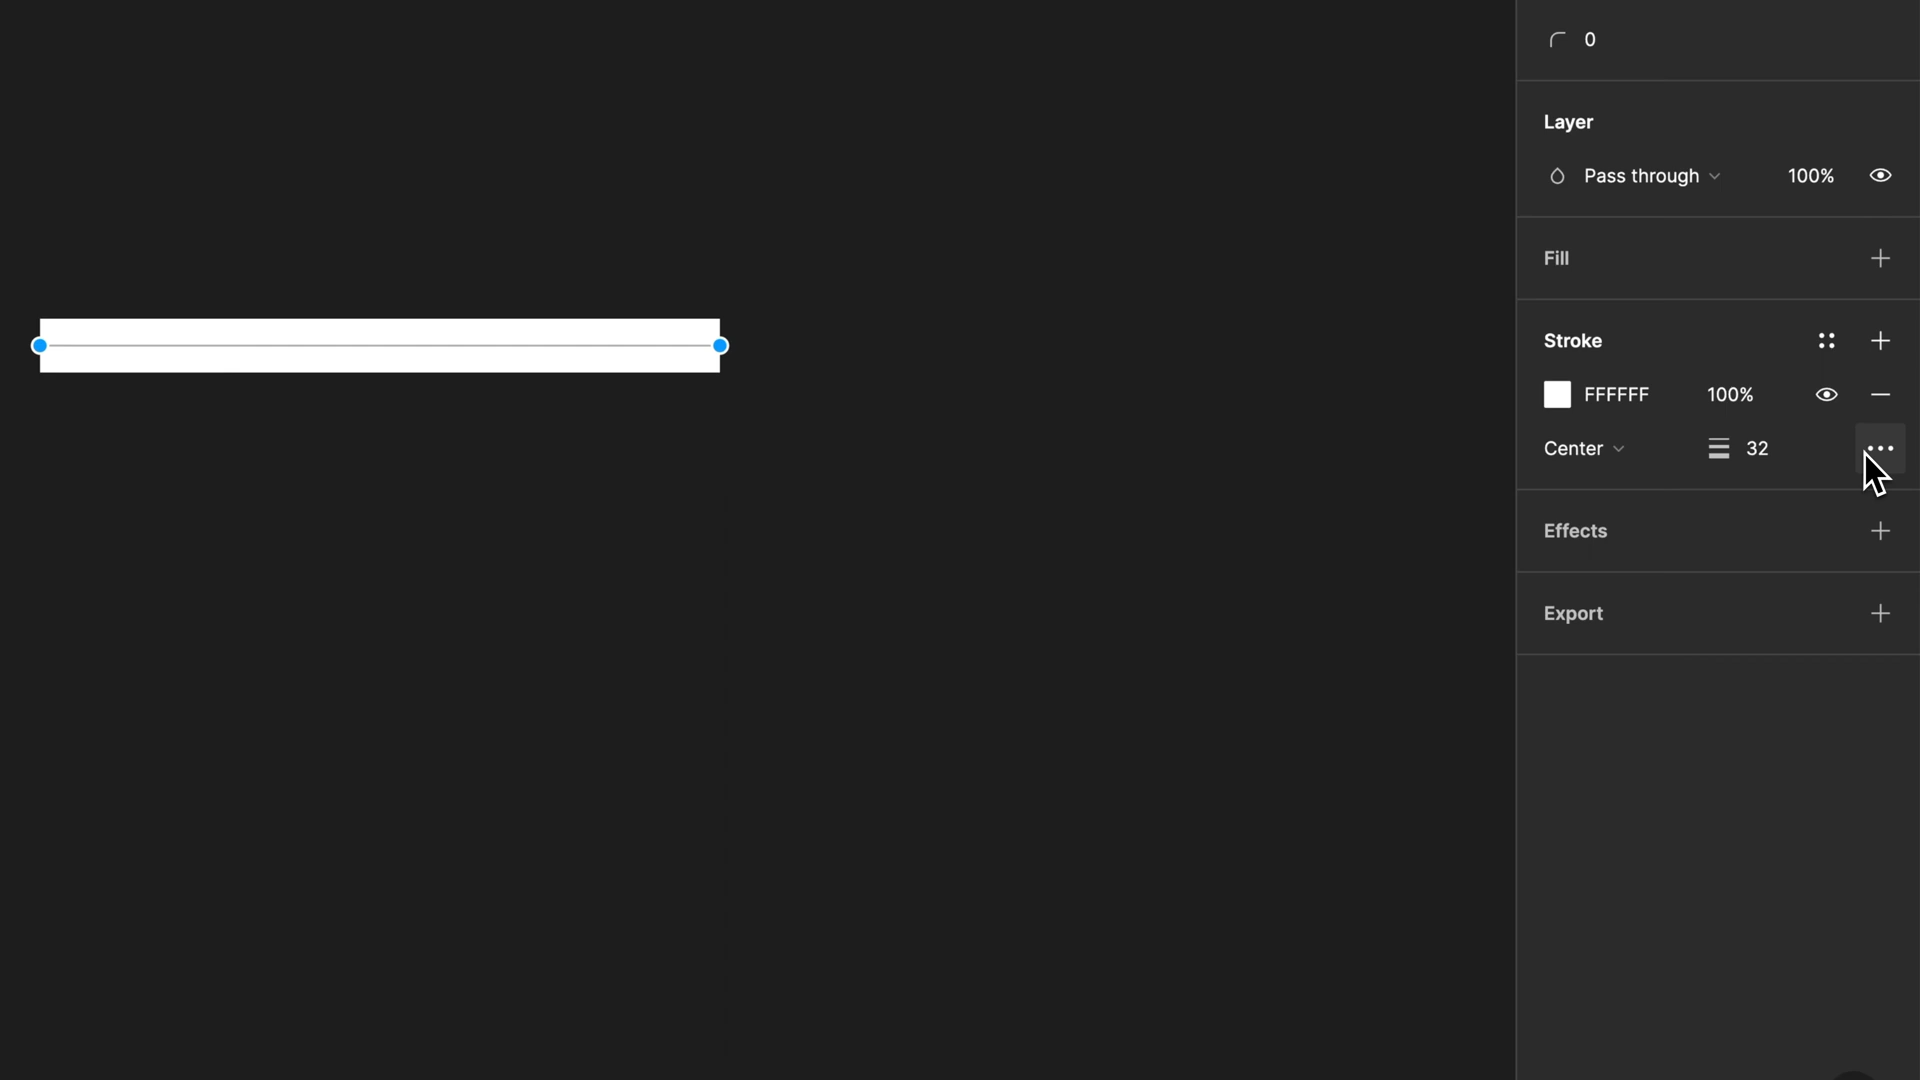 0
Layer
Pass through 100%
Fill
Stroke
FFFFFF 100%
Center 32
Effects
Export